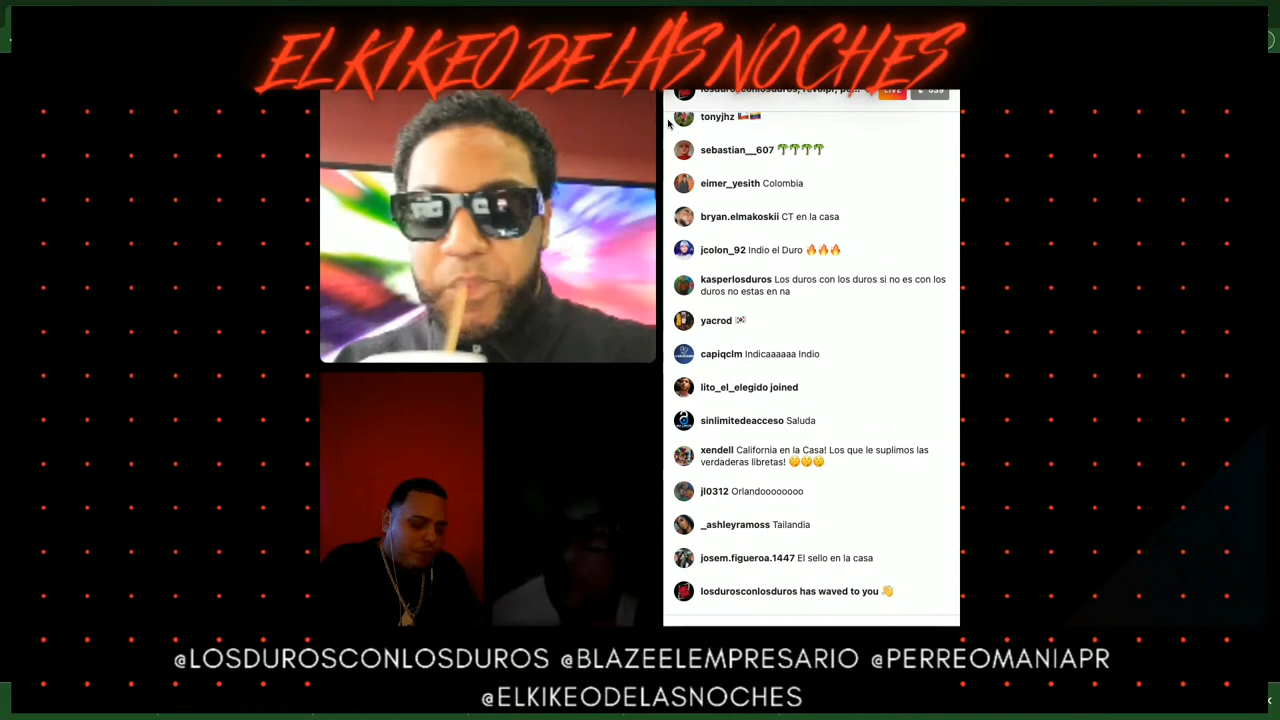 EL KIKEO DE LAS NOCHES
LIVE
539
tonyjhz
sebastian__607 🌴🌴🌴🌴
eimer_yesith Colombia
bryan.elmakoskii CT en la casa
jcolon_92 Indio el Duro 🔥🔥🔥
kasperlosduros Los duros con los duros si no es con los
duros no estas en na
yacrod 🇰🇷
capiqclm Indicaaaaaa Indio
lito_el_elegido joined
sinlimitedeacceso Saluda
xendell California en la Casa! Los que le suplimos las
verdaderas libretas! 🤭🤭🤭
jl0312 Orlandoooooooo
_ashleyramoss Tailandia
josem.figueroa.1447 El sello en la casa
losdurosconlosduros has waved to you 👋
@LOSDUROSCONLOSDUROS @BLAZEELEMPRESARIO @PERREOMANIAPR
@ELKIKEODELASNOCHES